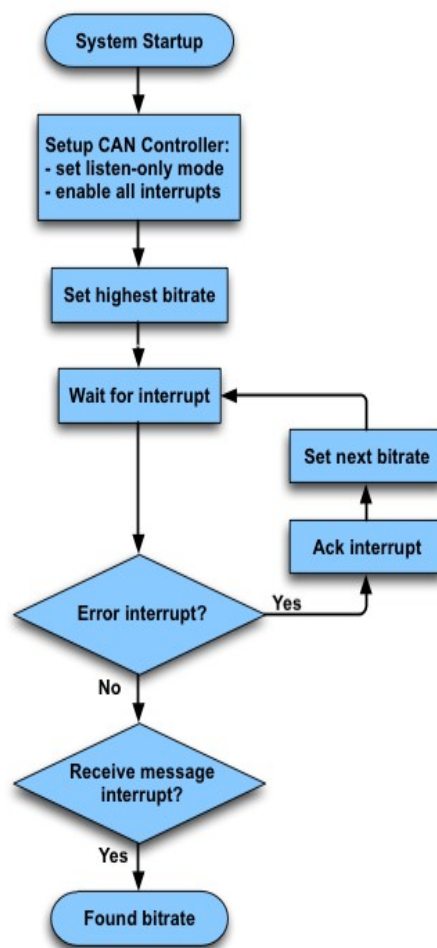 System Startup
Setup CAN Controller:
- set listen-only mode
- enable all interrupts
Set highest bitrate
Wait for interrupt
Set next bitrate
Ack interrupt
Error interrupt?
Yes
No
Receive message
interrupt?
Yes
Found bitrate